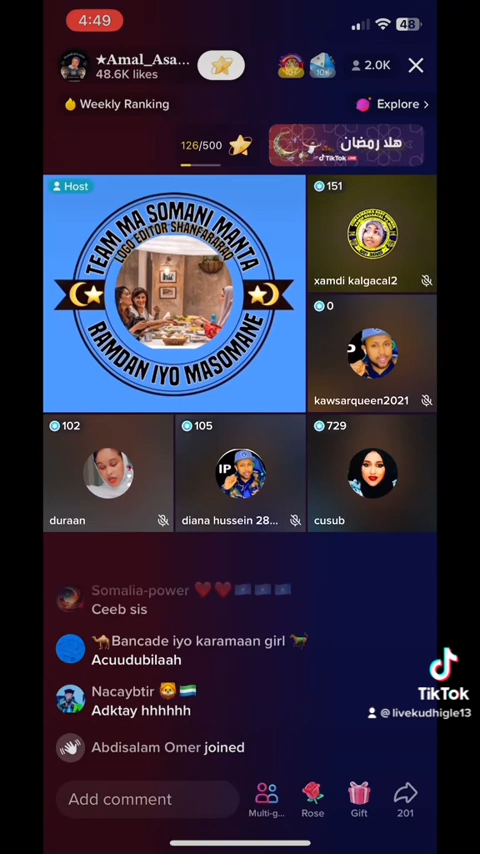 4:49
48
★Amal_Asa...
48.6K likes
2.0K
Weekly Ranking
Explore >
126/500
هلا رمضان
TikTok LIVE
Host
TEAM MA SOMANI MANTA
LOGO EDITOR SHANFARARRO
RAMDAN IYO MASOMANE
151
xamdi kalgacal2
0
kawsarqueen2021
102
duraan
105
IP
diana hussein 28...
729
cusub
Somalia-power ❤️❤️🇸🇴🇸🇴🇸🇴
Ceeb sis
🐪Bancade iyo karamaan girl 🐈‍⬛
Acuudubilaah
Nacaybtir 🦁🇸🇱
Adktay hhhhhh
Abdisalam Omer joined
TikTok
@livekudhigle13
Add comment
Multi-g...
Rose
Gift
201